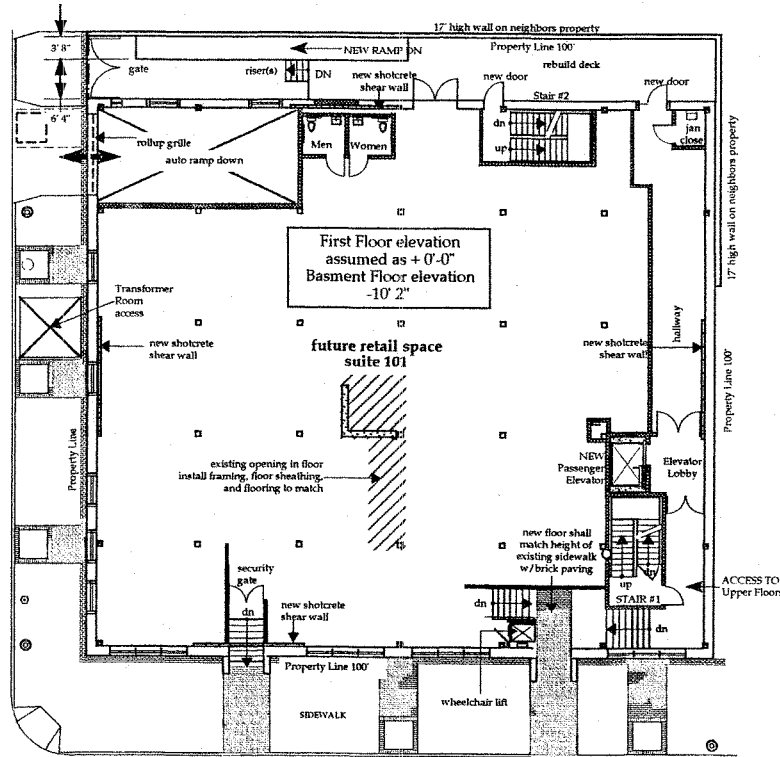 17' high wall on neighbors property
3' 8"
NEW RAMP DN
Property Line 100'
gate
riser(s)
DN
rebuild deck
new shotcrete
shear wall
new door
new door
Stair #2
6' 4"
rollup grille
auto ramp down
Men
Women
dn
up
jan
close
17' high wall on neighbors property
First Floor elevation
assumed as + 0'-0"
Basment Floor elevation
-10' 2"
Transformer
Room
access
new shotcrete
shear wall
future retail space
suite 101
new shotcrete
shear wall
hallway
Property Line 100'
Property Line
existing opening in floor
install framing, floor sheathing,
and flooring to match
NEW
Passenger
Elevator
Elevator
Lobby
new floor shall
match height of
existing sidewalk
w/brick paving
security
gate
dn
new shotcrete
shear wall
up
dn
STAIR #1
ACCESS TO
Upper Floors
dn
dn
Property Line 100'
wheelchair lift
SIDEWALK